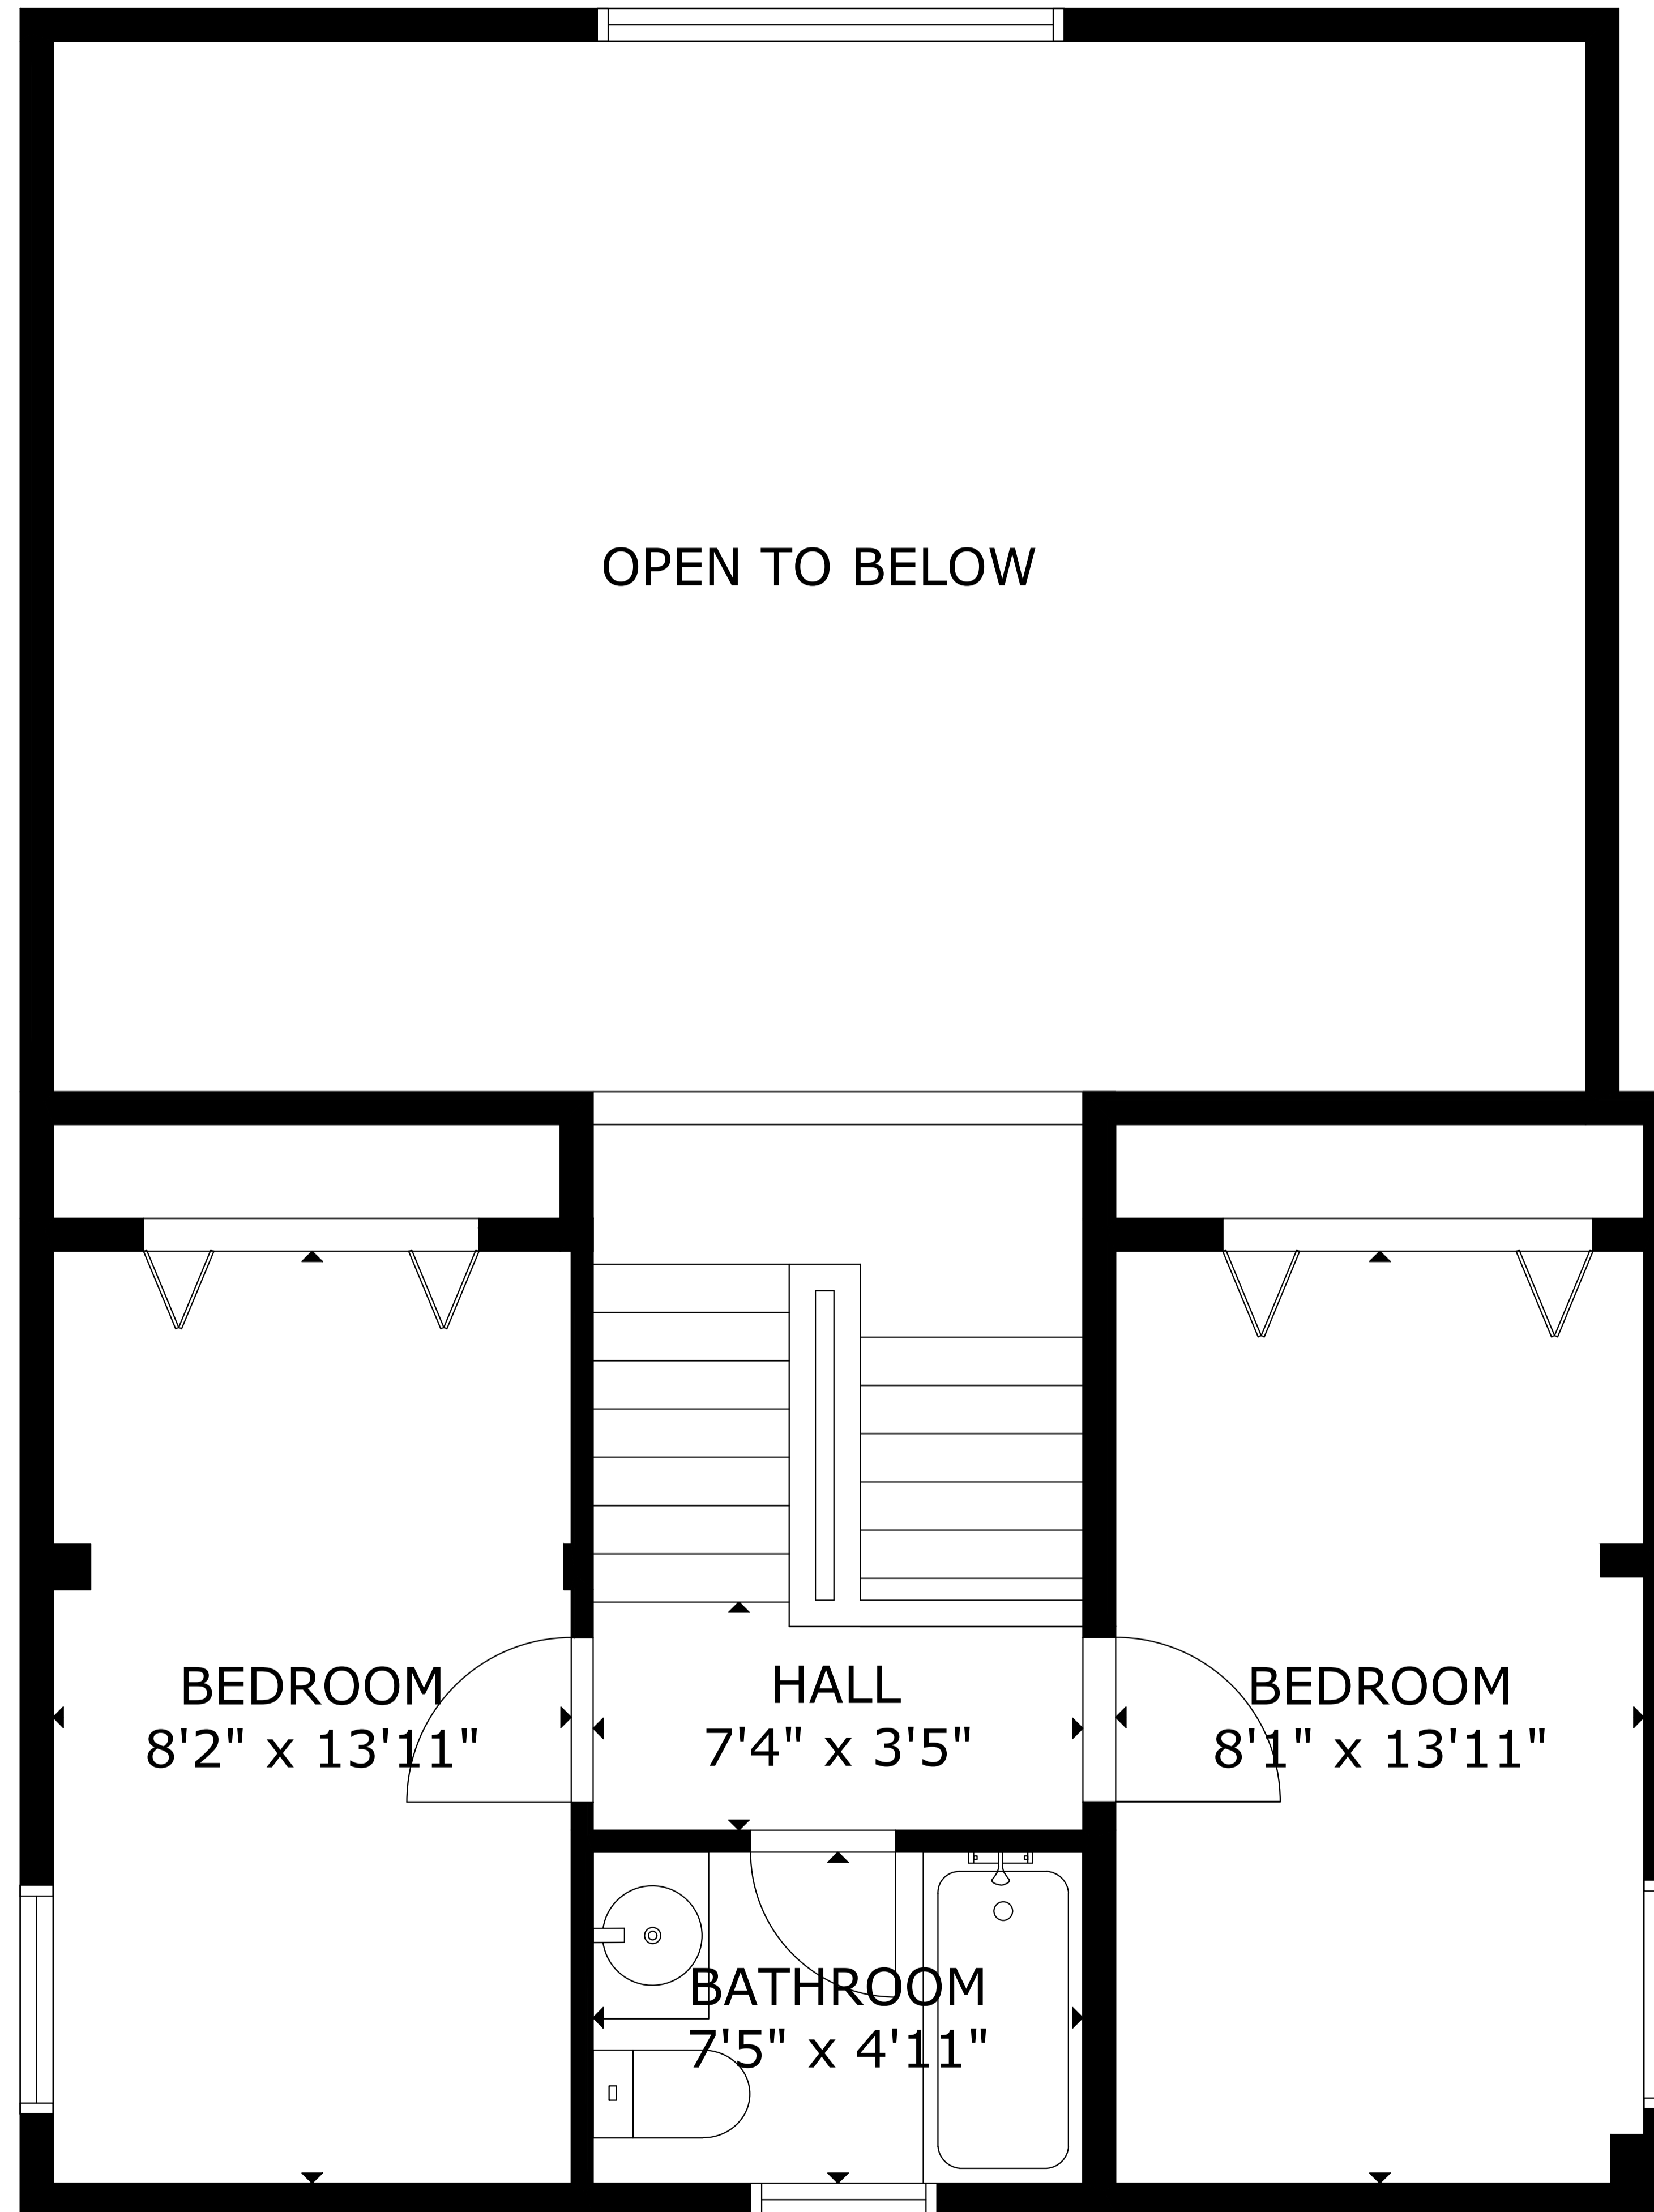 OPEN TO BELOW
BEDROOM
8'2" x 13'11"
HALL
7'4" x 3'5"
BEDROOM
8'1" x 13'11"
BATHROOM
7'5" x 4'11"